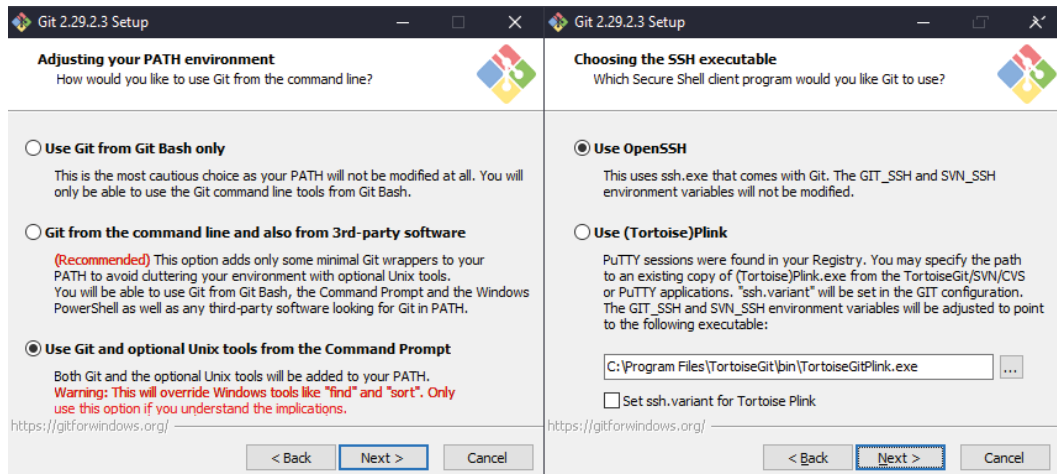 Git 2.29.2.3 Setup
Adjusting your PATH environment
How would you like to use Git from the command line?
Use Git from Git Bash only
This is the most cautious choice as your PATH will not be modified at all. You will
only be able to use the Git command line tools from Git Bash.
Git from the command line and also from 3rd-party software
(Recommended) This option adds only some minimal Git wrappers to your
PATH to avoid cluttering your environment with optional Unix tools.
You will be able to use Git from Git Bash, the Command Prompt and the Windows
PowerShell as well as any third-party software looking for Git in PATH.
Use Git and optional Unix tools from the Command Prompt
Both Git and the optional Unix tools will be added to your PATH.
Warning: This will override Windows tools like "find" and "sort". Only
use this option if you understand the implications.
https://gitforwindows.org/
< Back
Next >
Cancel
Git 2.29.2.3 Setup
Choosing the SSH executable
Which Secure Shell client program would you like Git to use?
Use OpenSSH
This uses ssh.exe that comes with Git. The GIT_SSH and SVN_SSH
environment variables will not be modified.
Use (Tortoise)Plink
PuTTY sessions were found in your Registry. You may specify the path
to an existing copy of (Tortoise)Plink.exe from the TortoiseGit/SVN/CVS
or PuTTY applications. "ssh.variant" will be set in the GIT configuration.
The GIT_SSH and SVN_SSH environment variables will be adjusted to point
to the following executable:
C:\Program Files\TortoiseGit\bin\TortoiseGitPlink.exe
...
Set ssh.variant for Tortoise Plink
https://gitforwindows.org/
< Back
Next >
Cancel